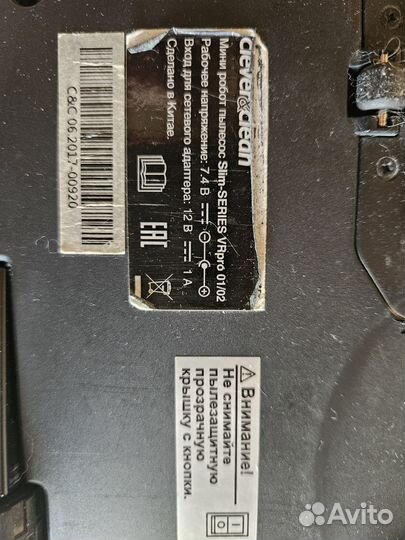 Clever&clean
Мини робот пылесос Slim-SERIES VRpro 01/02
Рабочее напряжение: 7.4 В
Вход для сетевого адаптера: 12 В 1 А
Сделано в Китае.
EAC
C&C 06 2017-00920
Внимание!
Не снимайте
пылезащитную
прозрачную
крышку с кнопки.
Avito